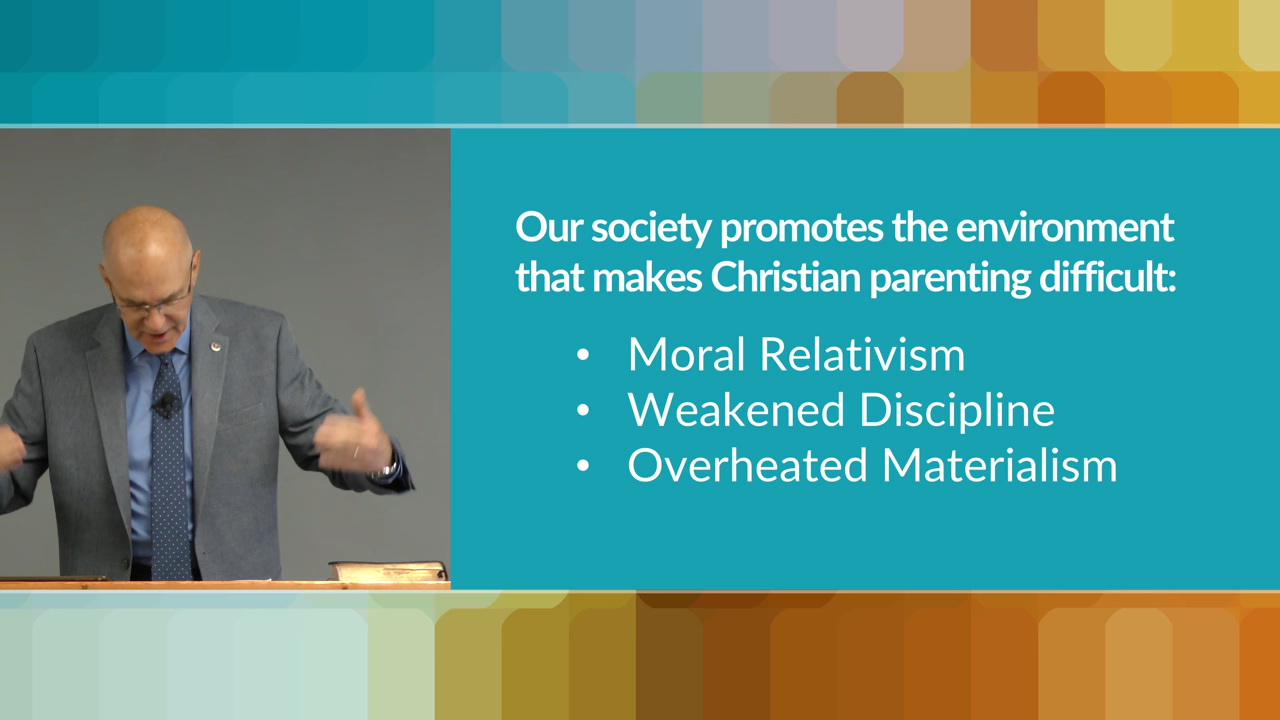 Our society promotes the environment
that makes Christian parenting difficult:
• Moral Relativism
• Weakened Discipline
• Overheated Materialism